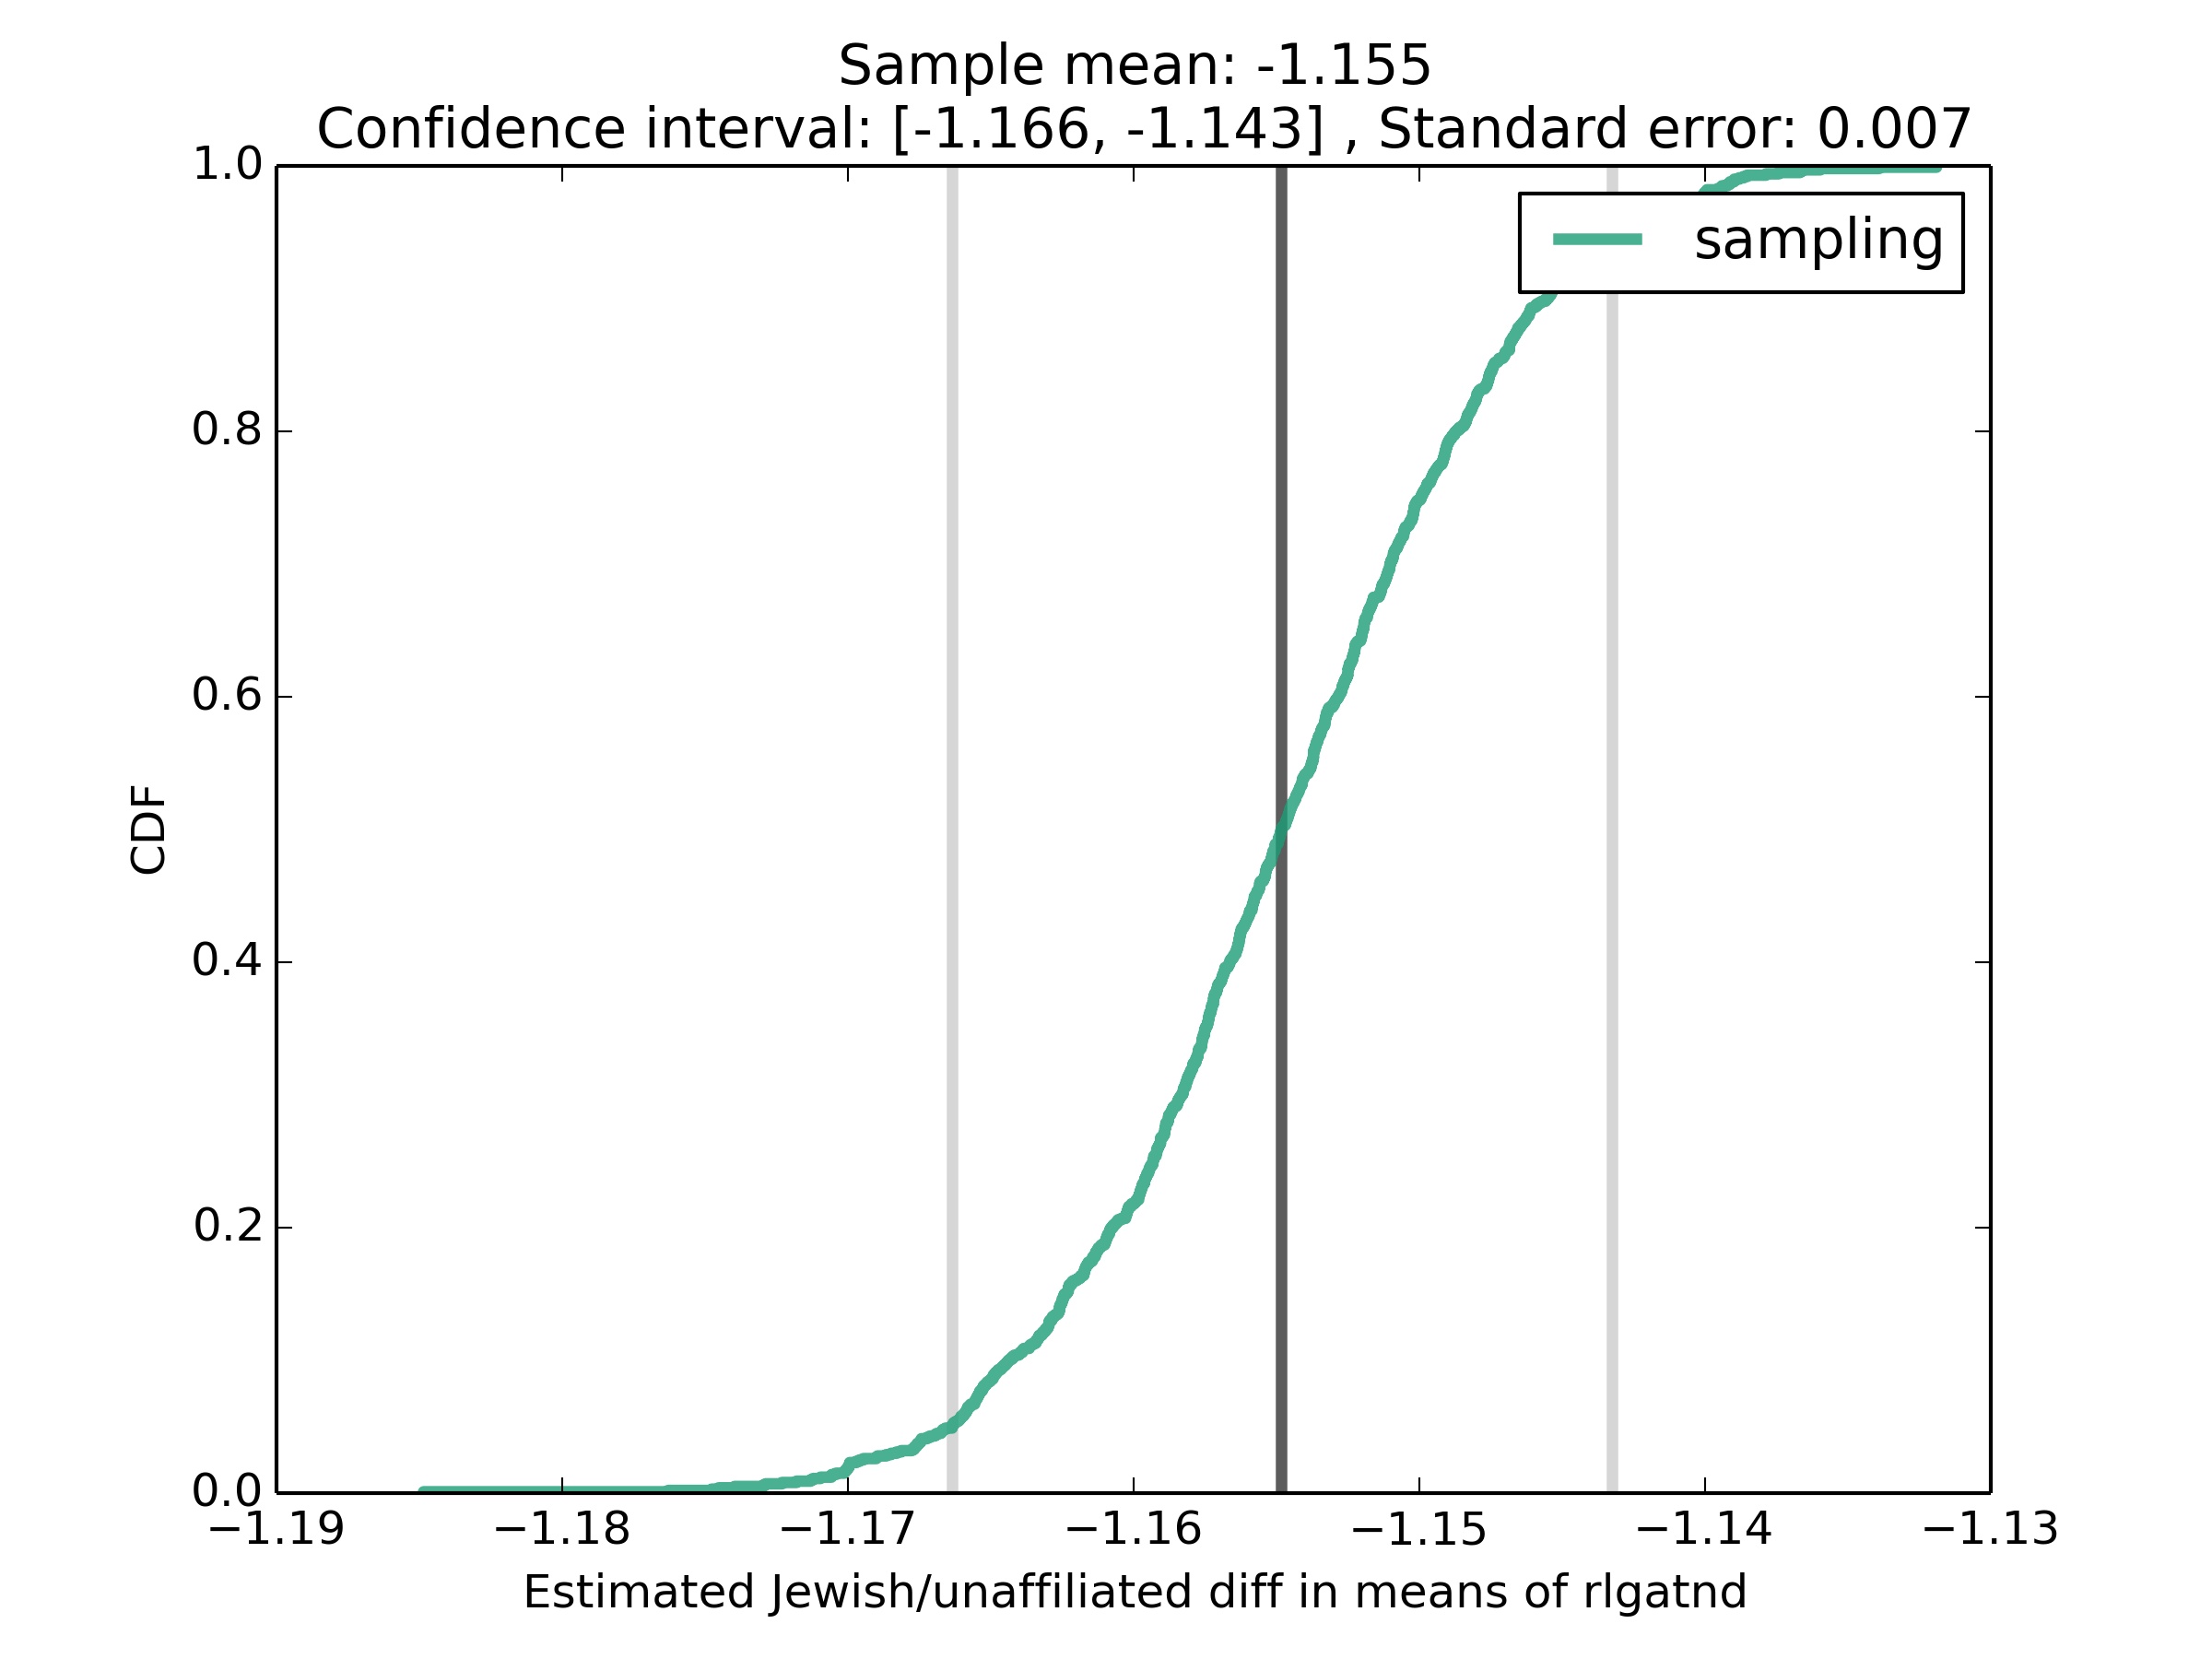 Sample mean: -1.155
Confidence interval: [-1.166, -1.143] , Standard error: 0.007
1.0
sampling
0.8
0.6
CDF
0.4
0.2
0.0
−1.19 −1.18 −1.17 −1.16 −1.15 −1.14 −1.13
Estimated Jewish/unaffiliated diff in means of rlgatnd